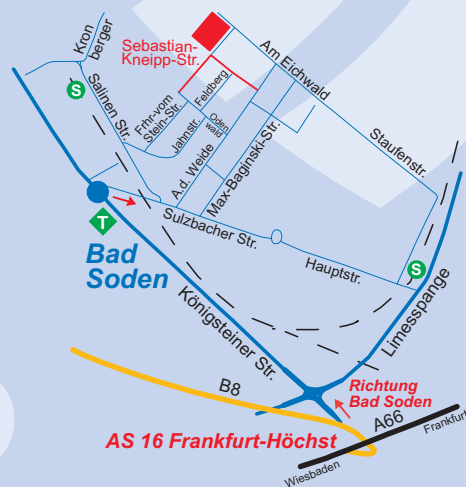 Kron
berger
Sebastian-
Kneipp-Str.
Am Eichwald
S
Salinen Str.
Frhr-vom
Stein-Str.
Feldberg
Jahnstr.
Oden
wald
Staufenstr.
A.d. Weide
Max-Baginski-Str.
T
Sulzbacher Str.
Bad
Soden
Hauptstr.
S
Königsteiner Str.
Limesspange
B8
Richtung
Bad Soden
AS 16 Frankfurt-Höchst
A66
Frankfurt
Wiesbaden